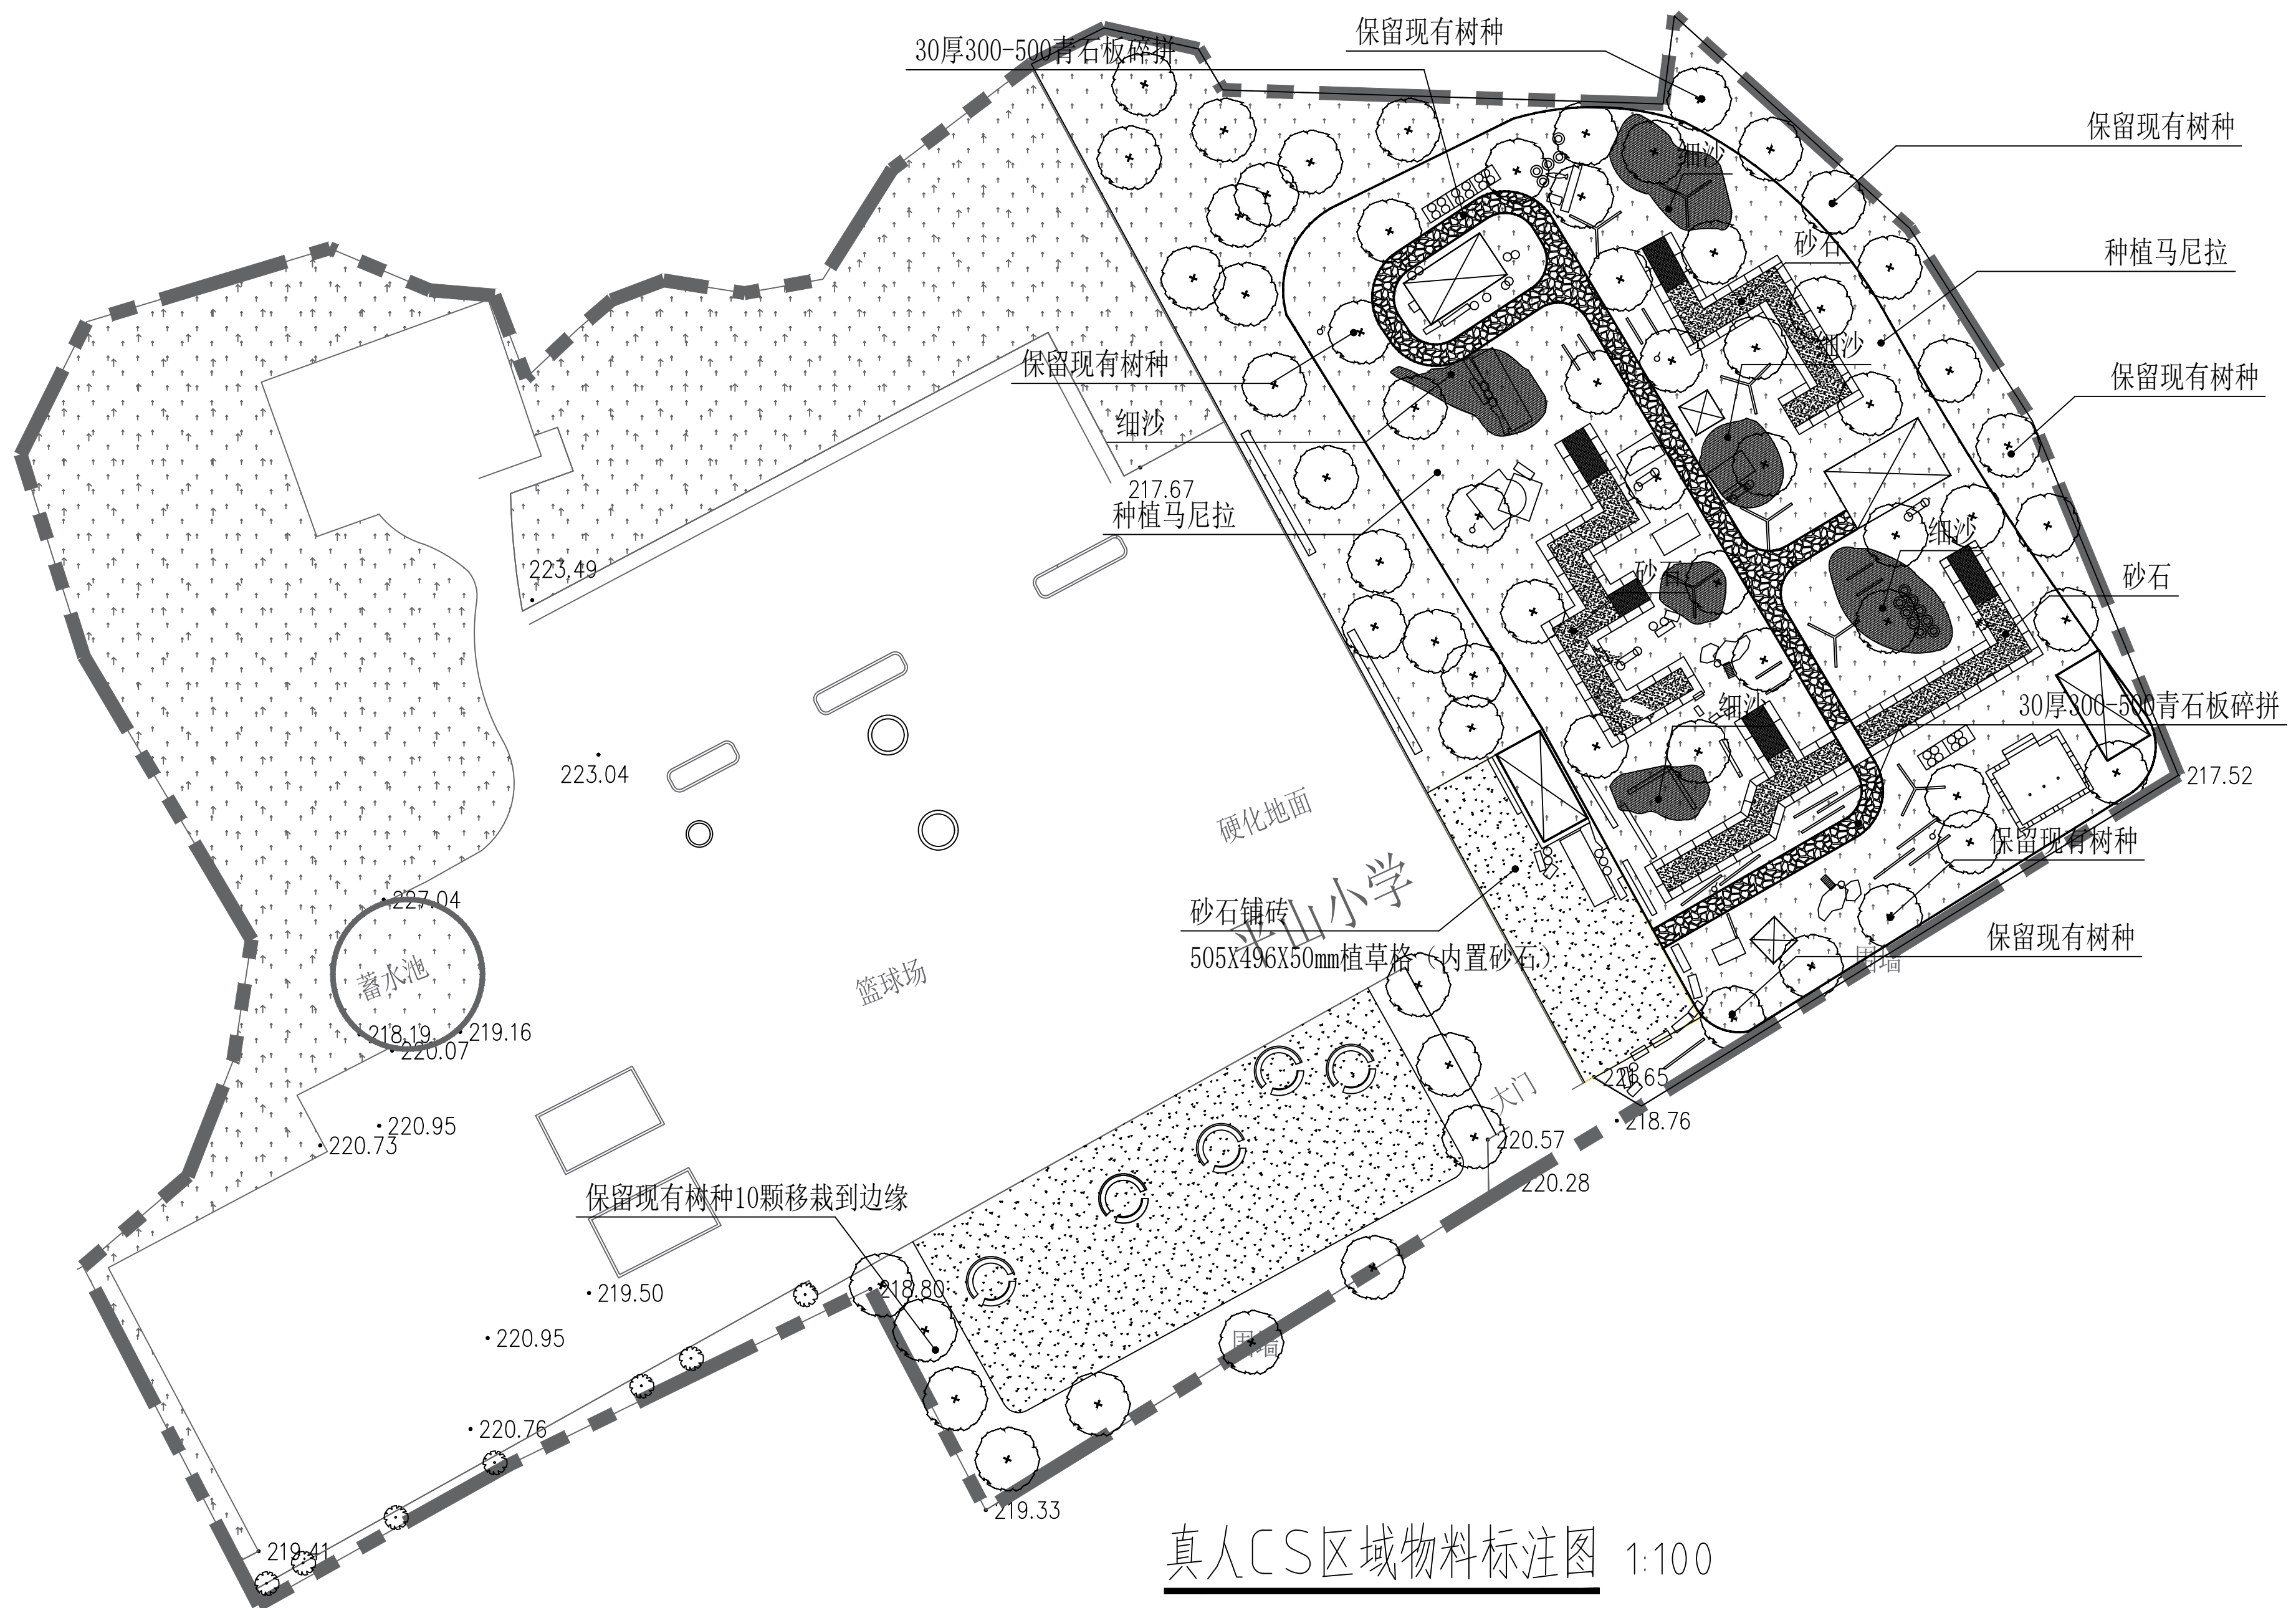 保留现有树种
30厚300-500青石板碎拼
保留现有树种
细沙
砂石
种植马尼拉
保留现有树种
细沙
保留现有树种
细沙
217.67
种植马尼拉
细沙
223.49
砂石
砂石
细沙
30厚300-500青石板碎拼
223.04
217.52
硬化地面
保留现有树种
平山小学
227.04
砂石铺砖
505X496X50mm植草格（内置砂石）
保留现有树种
围墙
蓄水池
篮球场
218.19
219.16
220.07
大门
218.76
220.95
220.73
220.57
220.28
保留现有树种10颗移栽到边缘
219.50
218.80
220.95
围墙
220.76
219.33
219.41
真人CS区域物料标注图 1:100